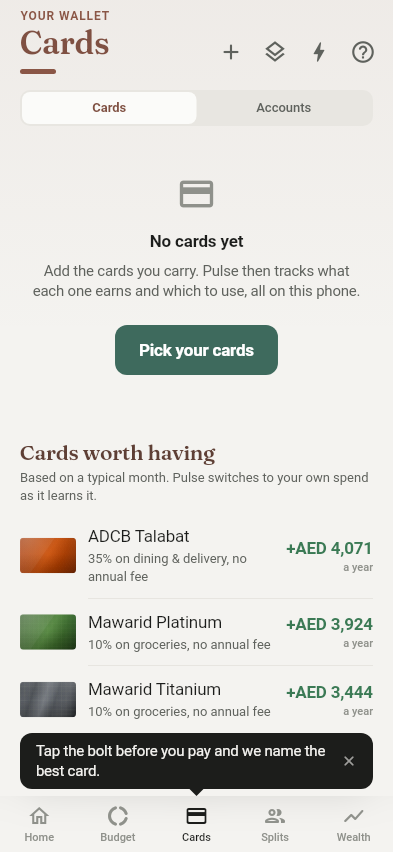 YOUR WALLET
Cards
Cards
Accounts
No cards yet
Add the cards you carry. Pulse then tracks what
each one earns and which to use, all on this phone.
Pick your cards
Cards worth having
Based on a typical month. Pulse switches to your own spend
as it learns it.
ADCB Talabat
35% on dining & delivery, no
annual fee
+AED 4,071
a year
Mawarid Platinum
10% on groceries, no annual fee
+AED 3,924
a year
Mawarid Titanium
10% on groceries, no annual fee
+AED 3,444
a year
Tap the bolt before you pay and we name the
best card.
Home
Budget
Cards
Splits
Wealth